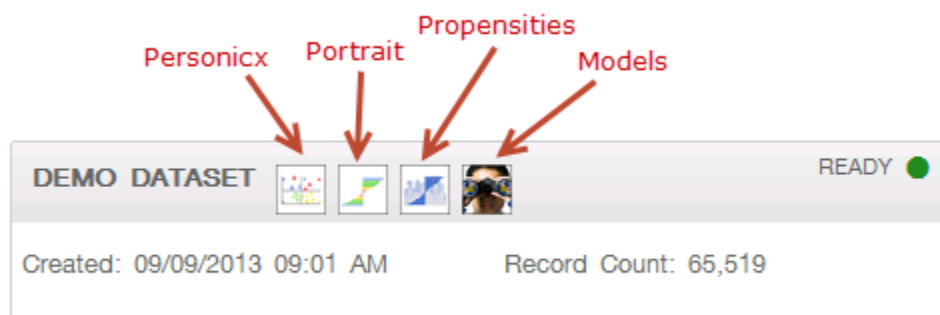 Propensities
Personicx Portrait Models
DEMO DATASET READY
Created: 09/09/2013 09:01 AM Record Count: 65,519